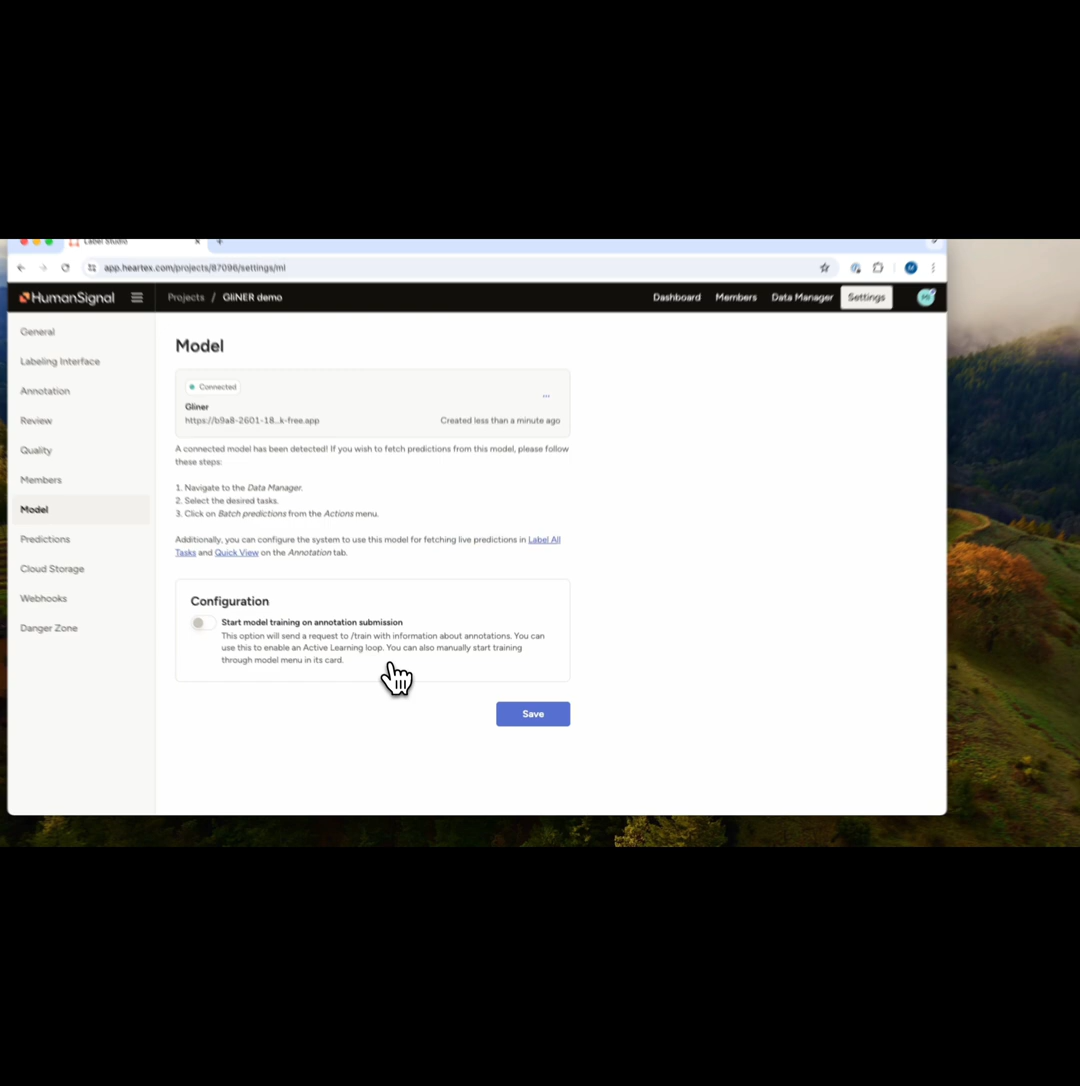 Label Studio
app.heartex.com/projects/87096/settings/ml
HumanSignal
Projects / GliNER demo
Dashboard
Members
Data Manager
Settings
General
Labeling Interface
Annotation
Review
Quality
Members
Model
Predictions
Cloud Storage
Webhooks
Danger Zone
Model
Connected
Gliner
https://b9a8-2601-18...k-free.app
Created less than a minute ago
A connected model has been detected! If you wish to fetch predictions from this model, please follow
these steps:
1. Navigate to the Data Manager.
2. Select the desired tasks.
3. Click on Batch predictions from the Actions menu.
Additionally, you can configure the system to use this model for fetching live predictions in Label All
Tasks and Quick View on the Annotation tab.
Configuration
Start model training on annotation submission
This option will send a request to /train with information about annotations. You can
use this to enable an Active Learning loop. You can also manually start training
through model menu in its card.
Save